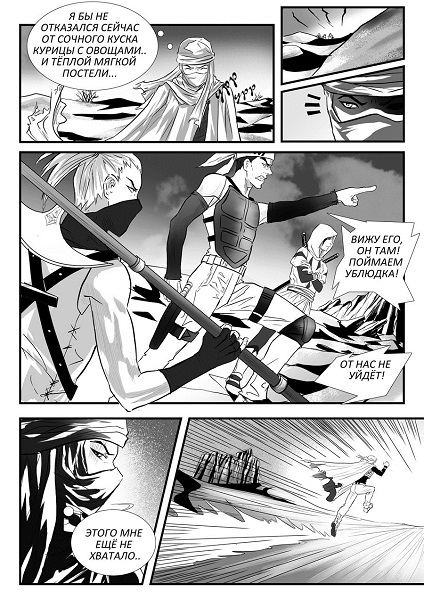 Я БЫ НЕ
ОТКАЗАЛСЯ СЕЙЧАС
ОТ СОЧНОГО КУСКА
КУРИЦЫ С ОВОЩАМИ..
И ТЁПЛОЙ МЯГКОЙ
ПОСТЕЛИ...
ВИЖУ ЕГО,
ОН ТАМ!
ПОЙМАЕМ
УБЛЮДКА!
ОТ НАС НЕ
УЙДЁТ!
ЭТОГО МНЕ
ЕЩЁ НЕ
ХВАТАЛО..